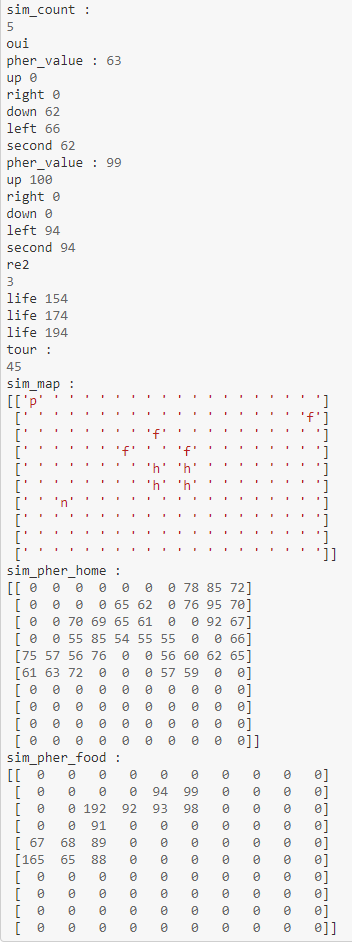 sim_count :
5
oui
pher_value : 63
up 0
right 0
down 62
left 66
second 62
pher_value : 99
up 100
right 0
down 0
left 94
second 94
re2
3
life 154
life 174
life 194
tour :
45
sim_map :
[['p' ' ' ' ' ' ' ' ' ' ' ' ' ' ' ' ' ' ']
 [' ' ' ' ' ' ' ' ' ' ' ' ' ' ' ' ' ' 'f']
 [' ' ' ' ' ' ' ' 'f' ' ' ' ' ' ' ' ' ' ']
 [' ' ' ' ' ' 'f' ' ' 'f' ' ' ' ' ' ' ' ']
 [' ' ' ' ' ' ' ' 'h' 'h' ' ' ' ' ' ' ' ']
 [' ' ' ' ' ' ' ' 'h' 'h' ' ' ' ' ' ' ' ']
 [' ' 'n' ' ' ' ' ' ' ' ' ' ' ' ' ' ' ' ']
 [' ' ' ' ' ' ' ' ' ' ' ' ' ' ' ' ' ' ' ']
 [' ' ' ' ' ' ' ' ' ' ' ' ' ' ' ' ' ' ' ']
 [' ' ' ' ' ' ' ' ' ' ' ' ' ' ' ' ' ' ' ']]
sim_pher_home :
[[ 0  0  0  0  0  0  0 78 85 72]
 [ 0  0  0  0 65 62  0 76 95 70]
 [ 0  0 70 69 65 61  0  0 92 67]
 [ 0  0 55 85 54 55 55  0  0 66]
 [75 57 56 76  0  0 56 60 62 65]
 [61 63 72  0  0  0 57 59  0  0]
 [ 0  0  0  0  0  0  0  0  0  0]
 [ 0  0  0  0  0  0  0  0  0  0]
 [ 0  0  0  0  0  0  0  0  0  0]
 [ 0  0  0  0  0  0  0  0  0  0]]
sim_pher_food :
[[  0   0   0   0   0   0   0   0   0   0]
 [  0   0   0   0  94  99   0   0   0   0]
 [  0   0 192  92  93  98   0   0   0   0]
 [  0   0  91   0   0   0   0   0   0   0]
 [ 67  68  89   0   0   0   0   0   0   0]
 [165  65  88   0   0   0   0   0   0   0]
 [  0   0   0   0   0   0   0   0   0   0]
 [  0   0   0   0   0   0   0   0   0   0]
 [  0   0   0   0   0   0   0   0   0   0]
 [  0   0   0   0   0   0   0   0   0   0]]